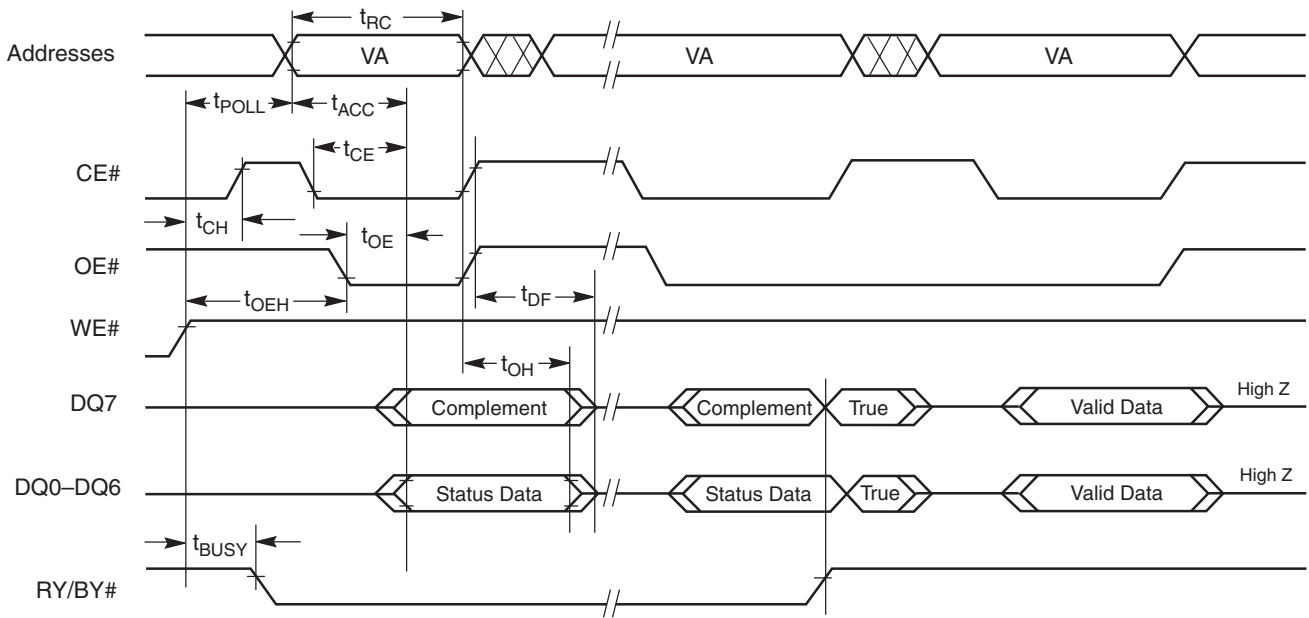 tRC
Addresses VA VA VA
tPOLL tACC
tCE
CE#
tCH tOE
OE#
tOEH tDF
WE#
tOH
DQ7 Complement Complement True Valid Data High Z
DQ0–DQ6 Status Data Status Data True Valid Data High Z
tBUSY
RY/BY#